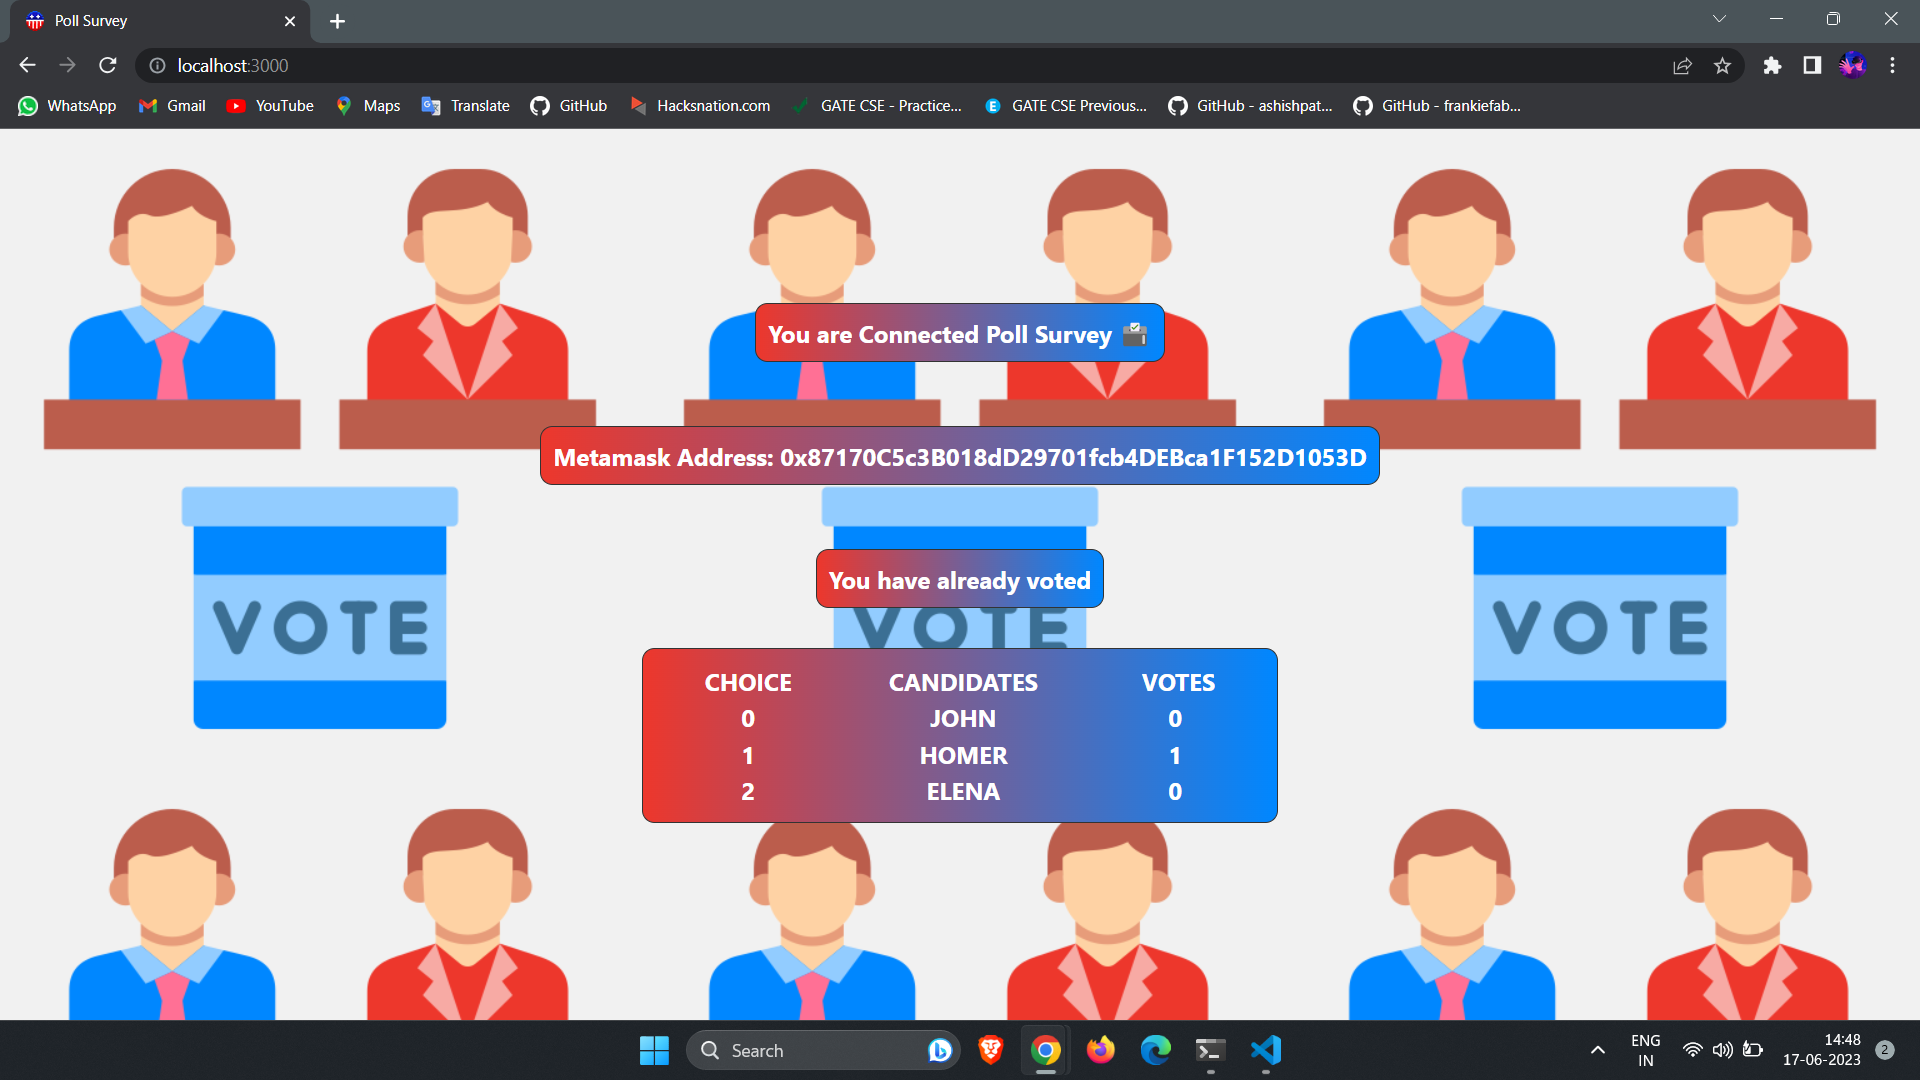 Poll Survey
localhost:3000
WhatsApp Gmail YouTube Maps Translate GitHub Hacksnation.com GATE CSE - Practice... GATE CSE Previous... GitHub - ashishpat... GitHub - frankiefab...
You are Connected Poll Survey
Metamask Address: 0x87170C5c3B018dD29701fcb4DEBca1F152D1053D
You have already voted
VOTE VOTE VOTE
CHOICE CANDIDATES VOTES
0 JOHN 0
1 HOMER 1
2 ELENA 0
Search
ENG
IN
14:48
17-06-2023
2